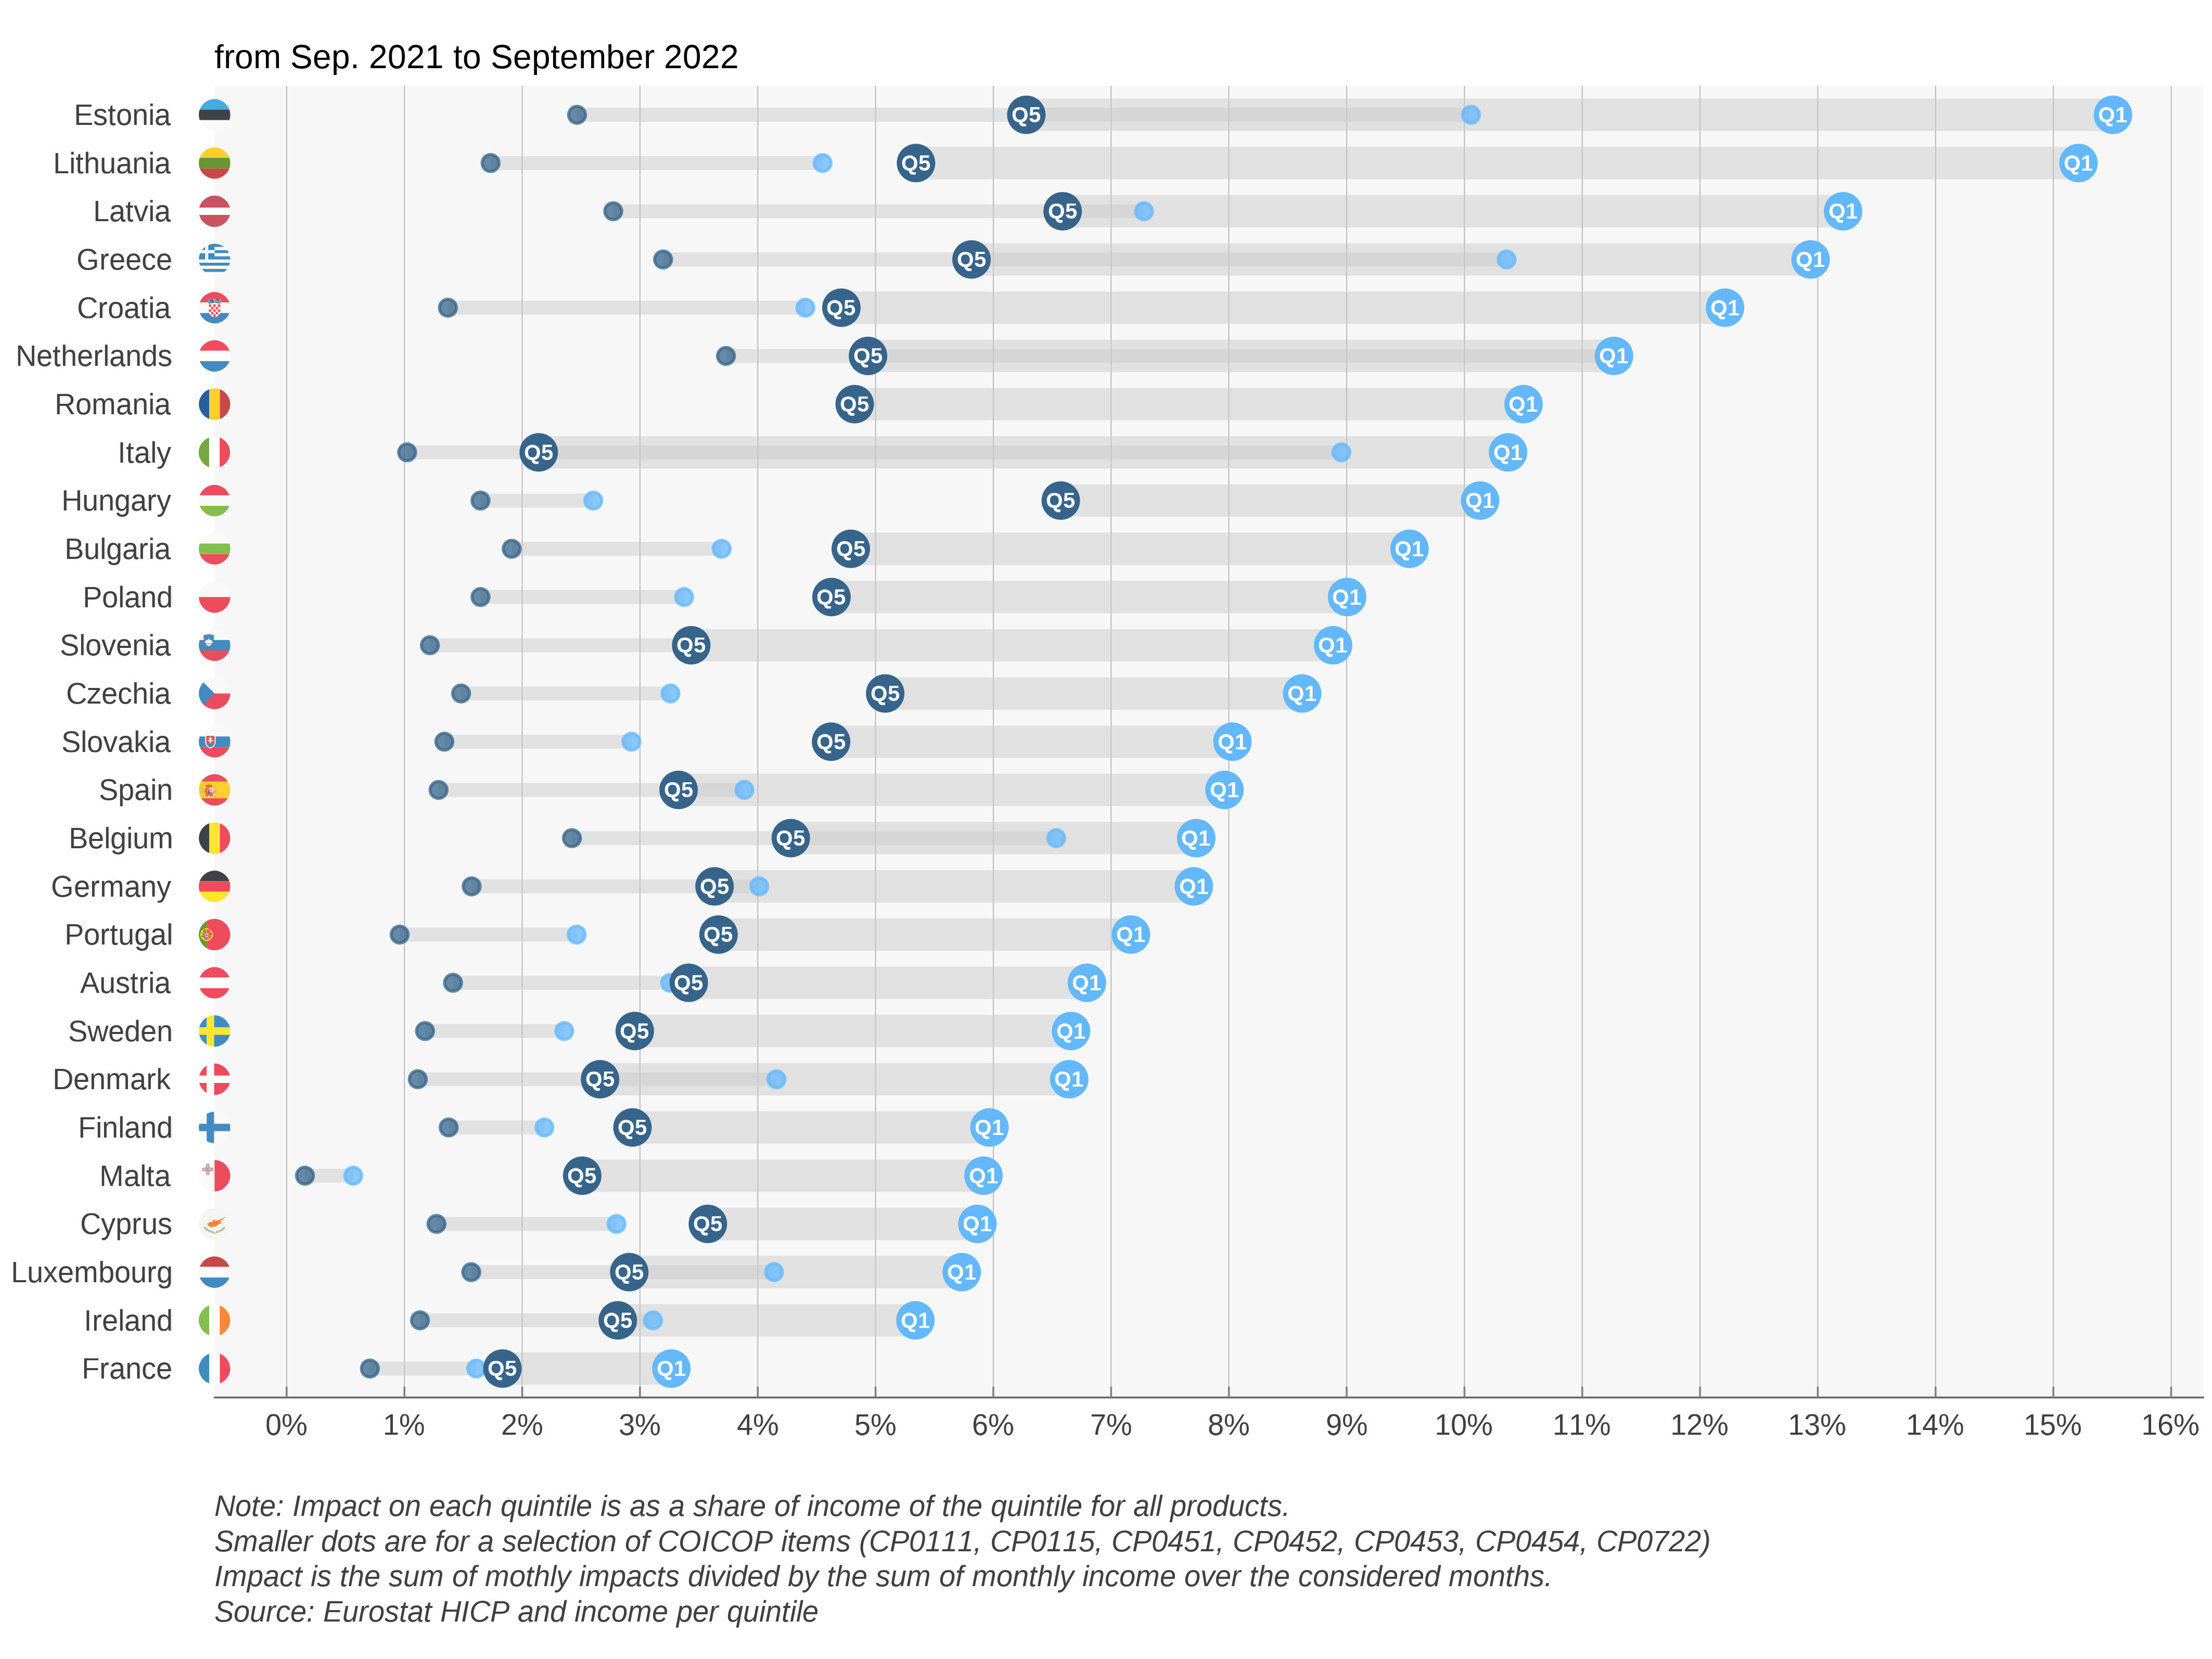 from Sep. 2021 to September 2022
Estonia Q5 Q1
Lithuania Q5 Q1
Latvia Q5 Q1
Greece Q5 Q1
Croatia Q5 Q1
Netherlands Q5 Q1
Romania Q5 Q1
Italy Q5 Q1
Hungary Q5 Q1
Bulgaria Q5 Q1
Poland Q5 Q1
Slovenia Q5 Q1
Czechia Q5 Q1
Slovakia Q5 Q1
Spain Q5 Q1
Belgium Q5 Q1
Germany Q5 Q1
Portugal Q5 Q1
Austria Q5 Q1
Sweden Q5 Q1
Denmark Q5 Q1
Finland Q5 Q1
Malta Q5 Q1
Cyprus Q5 Q1
Luxembourg Q5 Q1
Ireland Q5 Q1
France Q5 Q1
0% 1% 2% 3% 4% 5% 6% 7% 8% 9% 10% 11% 12% 13% 14% 15% 16%
Note: Impact on each quintile is as a share of income of the quintile for all products.
Smaller dots are for a selection of COICOP items (CP0111, CP0115, CP0451, CP0452, CP0453, CP0454, CP0722)
Impact is the sum of mothly impacts divided by the sum of monthly income over the considered months.
Source: Eurostat HICP and income per quintile